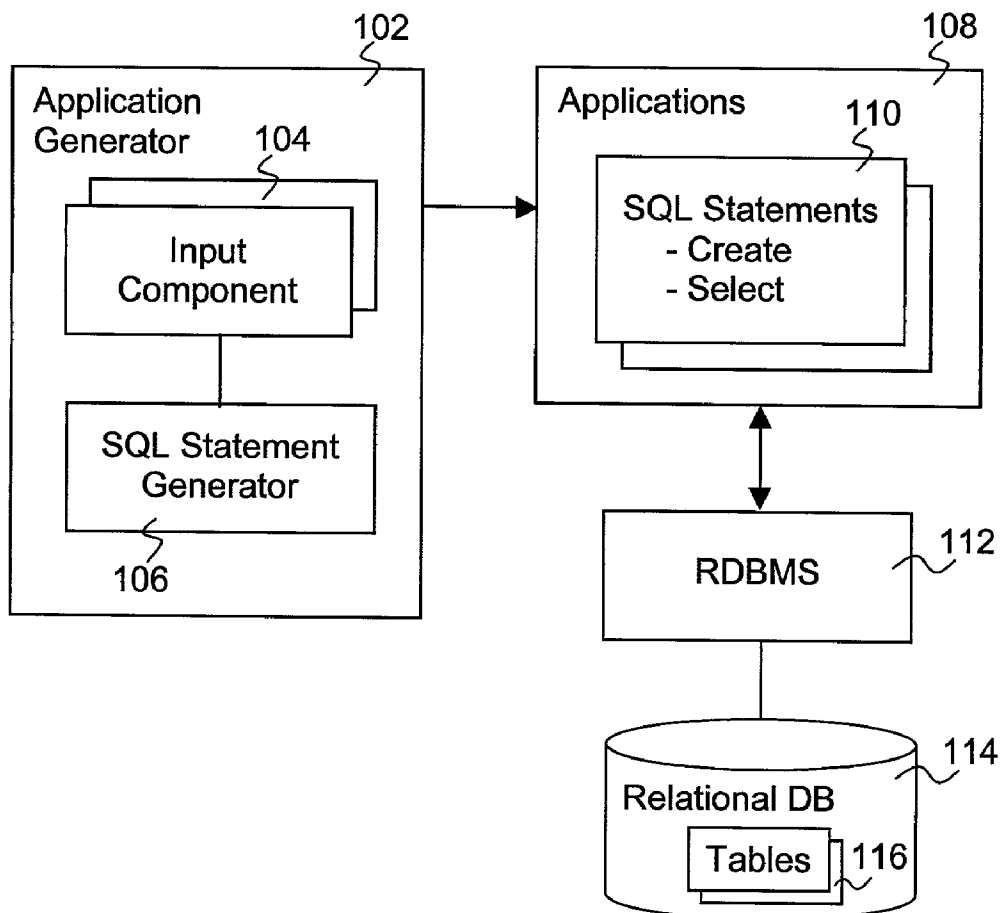 102
Application
Generator
104
Input
Component
SQL Statement
Generator
106
108
Applications
110
SQL Statements
- Create
- Select
RDBMS
112
114
Relational DB
Tables
116